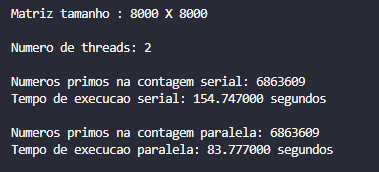 Matriz tamanho : 8000 X 8000
Numero de threads: 2
Numeros primos na contagem serial: 6863609
Tempo de execucao serial: 154.747000 segundos
Numeros primos na contagem paralela: 6863609
Tempo de execucao paralela: 83.777000 segundos